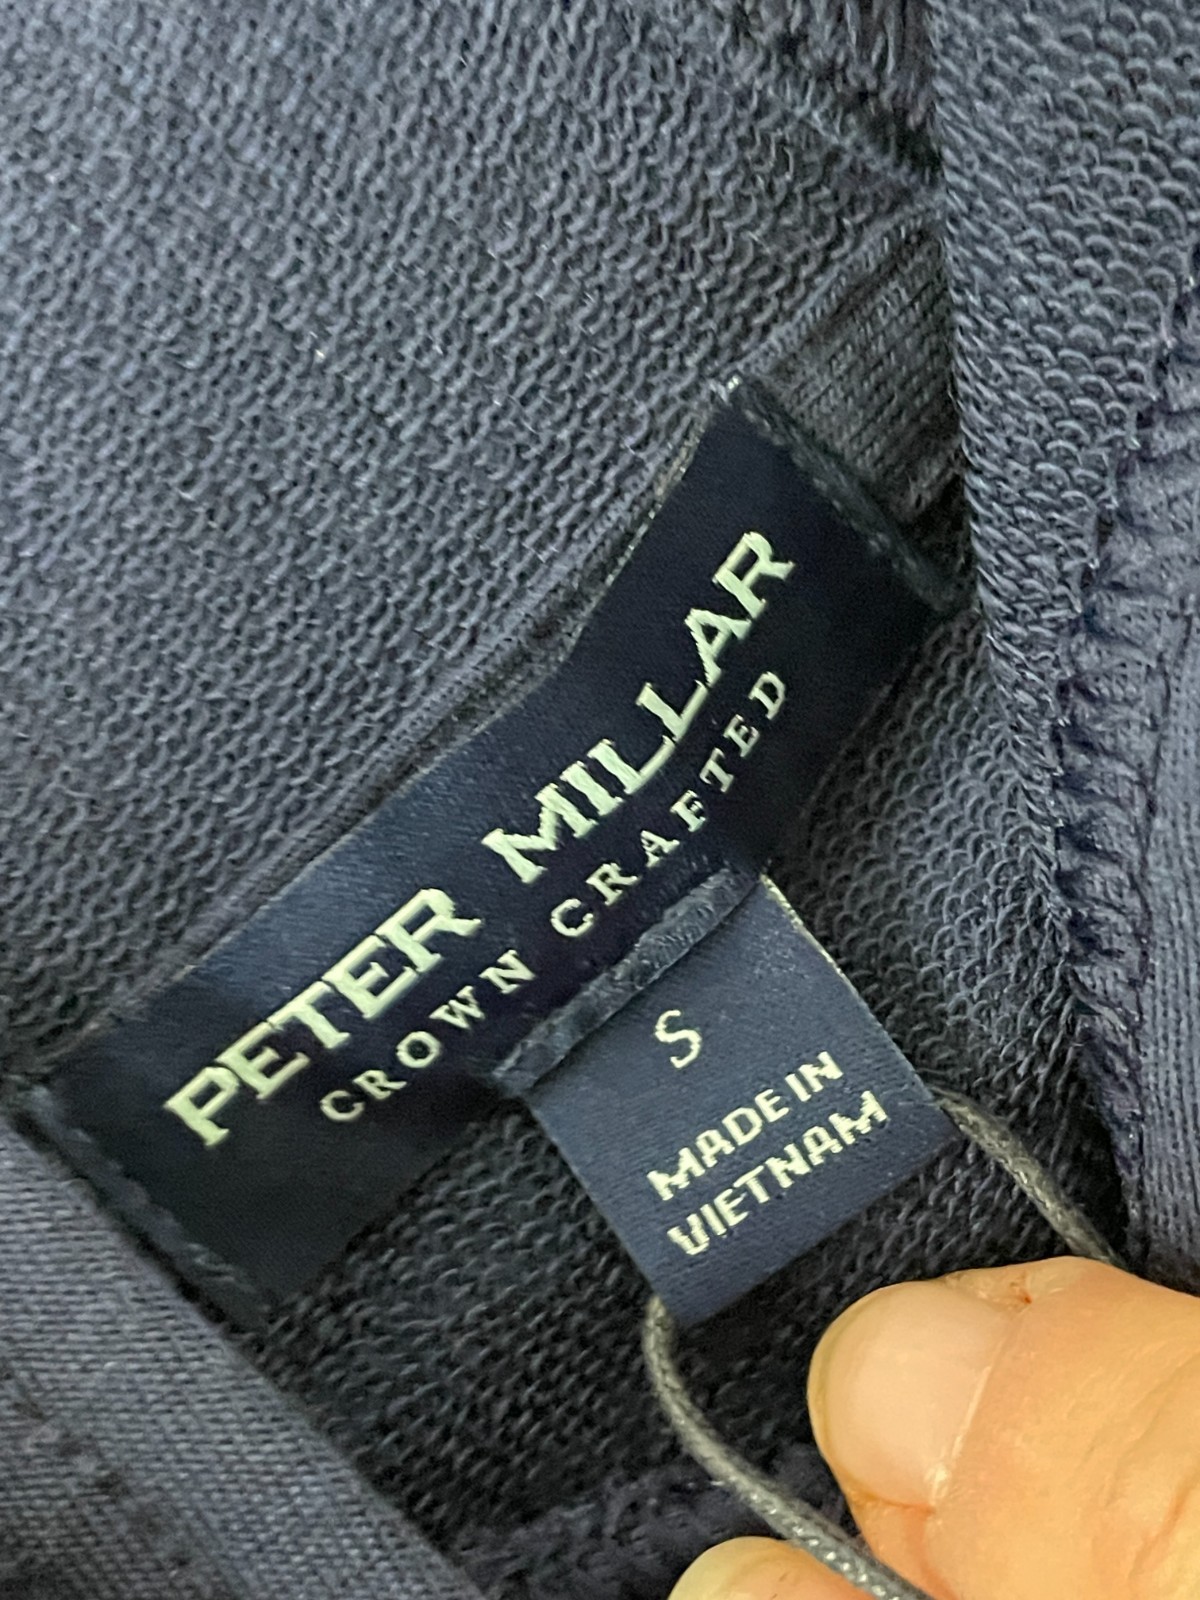 PETER MILLAR
CROWN CRAFTED
S
MADE IN
VIETNAM